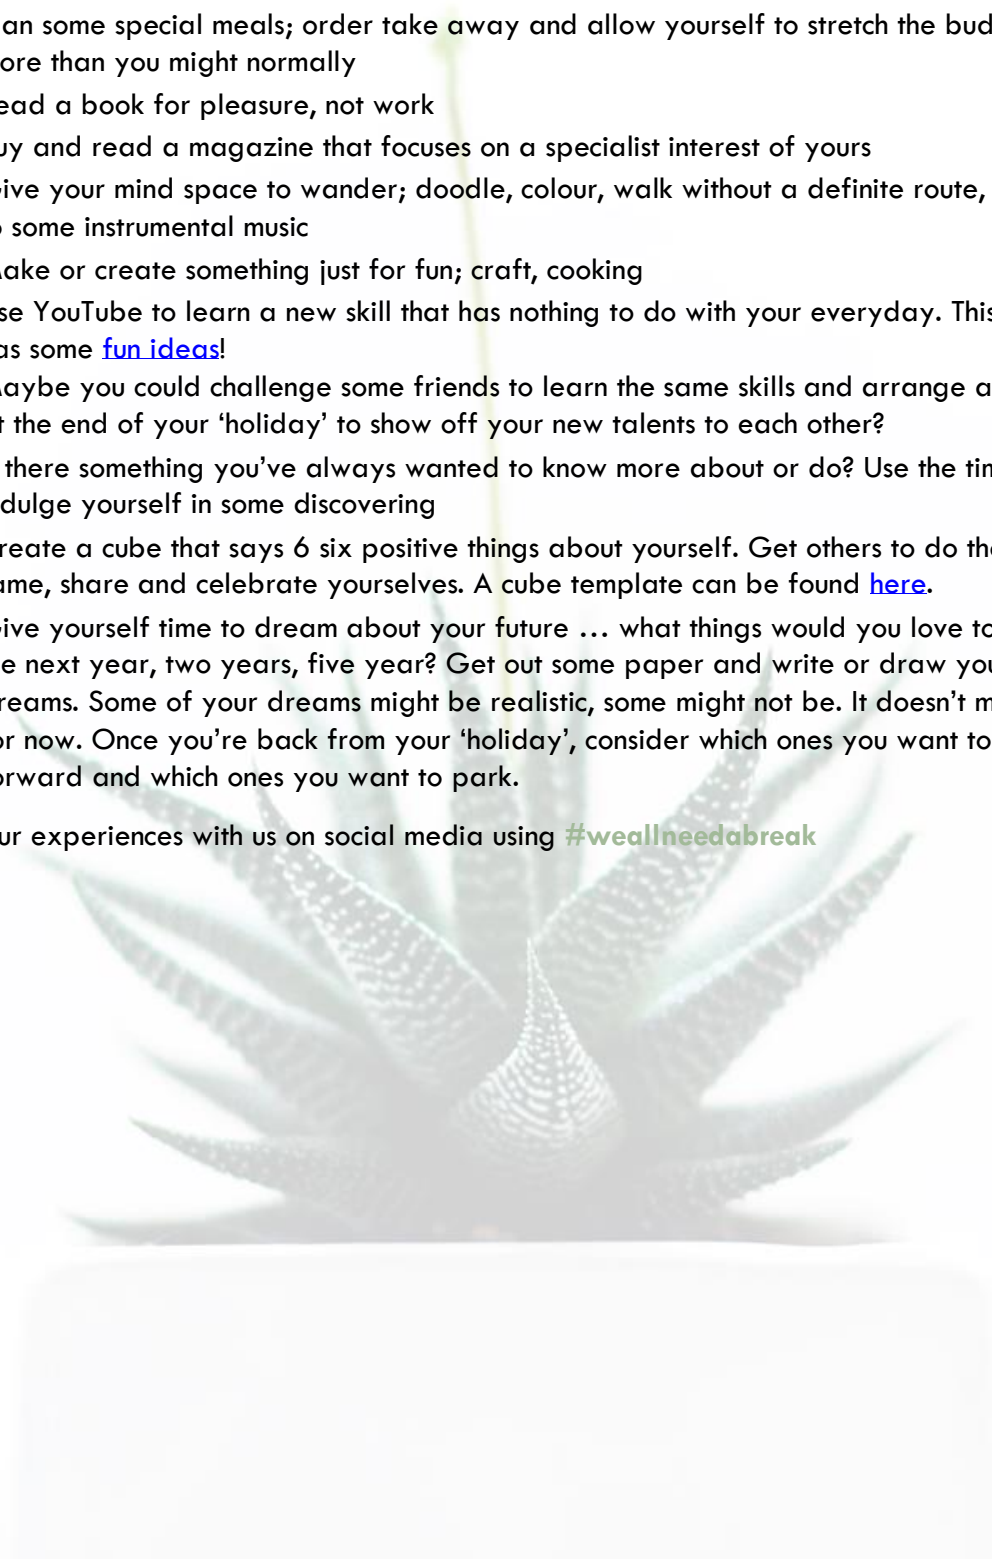 an some special meals; order take away and allow yourself to stretch the bud
ore than you might normally
ead a book for pleasure, not work
uy and read a magazine that focuses on a specialist interest of yours
ive your mind space to wander; doodle, colour, walk without a definite route,
o some instrumental music
ake or create something just for fun; craft, cooking
se YouTube to learn a new skill that has nothing to do with your everyday. This
as some fun ideas!
aybe you could challenge some friends to learn the same skills and arrange a
t the end of your ‘holiday’ to show off your new talents to each other?
there something you’ve always wanted to know more about or do? Use the tim
dulge yourself in some discovering
reate a cube that says 6 six positive things about yourself. Get others to do the
ame, share and celebrate yourselves. A cube template can be found here.
ive yourself time to dream about your future … what things would you love to
e next year, two years, five year? Get out some paper and write or draw you
reams. Some of your dreams might be realistic, some might not be. It doesn’t m
or now. Once you’re back from your ‘holiday’, consider which ones you want to
orward and which ones you want to park.
ur experiences with us on social media using #weallneedabreak